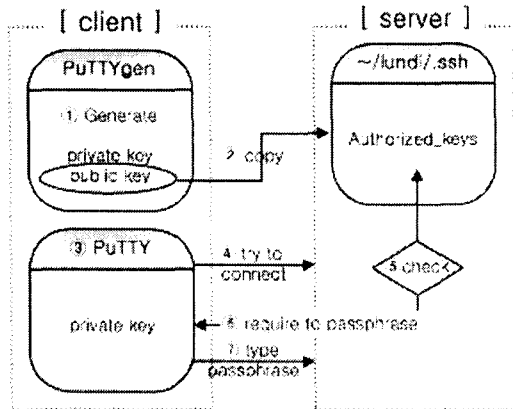 [ client ]
[ server ]
PuTTYgen
① Generate
private key
public key
2. copy
~/lundi/.ssh
Authorized_keys
③ PuTTY
private key
4. try to
connect
5. check
⑥ require to passphrase
7) type
passphrase